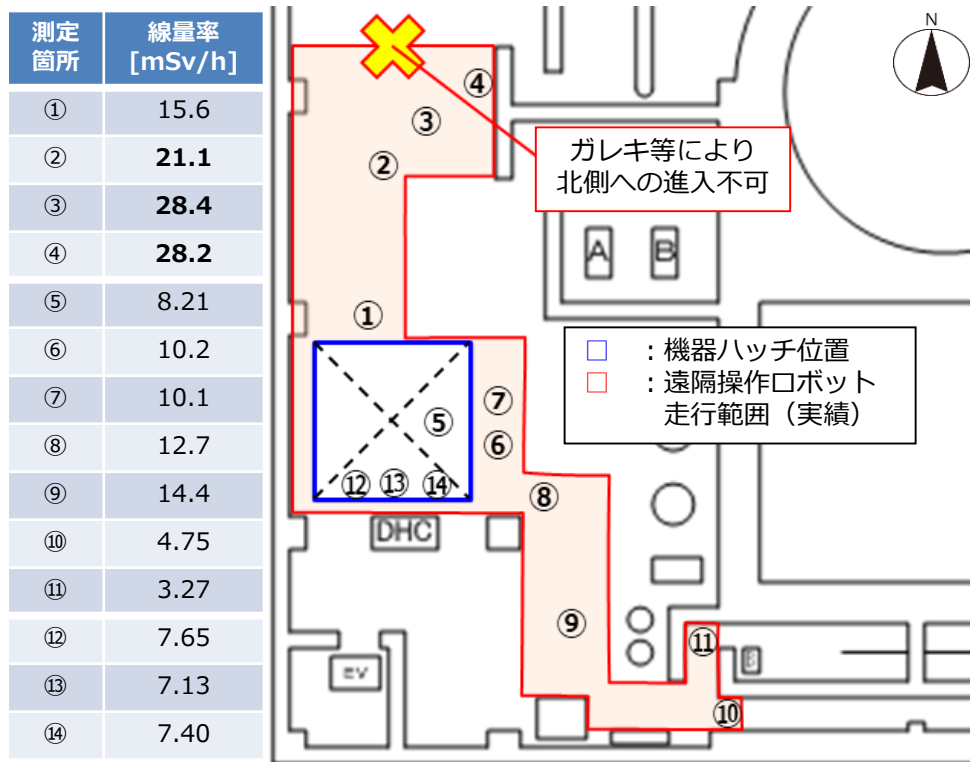 測定
箇所
線量率
[mSv/h]
① 15.6
② 21.1
③ 28.4
④ 28.2
⑤ 8.21
⑥ 10.2
⑦ 10.1
⑧ 12.7
⑨ 14.4
⑩ 4.75
⑪ 3.27
⑫ 7.65
⑬ 7.13
⑭ 7.40
N
④
③
②
ガレキ等により
北側への進入不可
A B
①
□ :機器ハッチ位置
□ :遠隔操作ロボット
走行範囲(実績)
⑦
⑤
⑥
⑫ ⑬ ⑭
⑧
DHC
⑨
⑪
EV
⑩